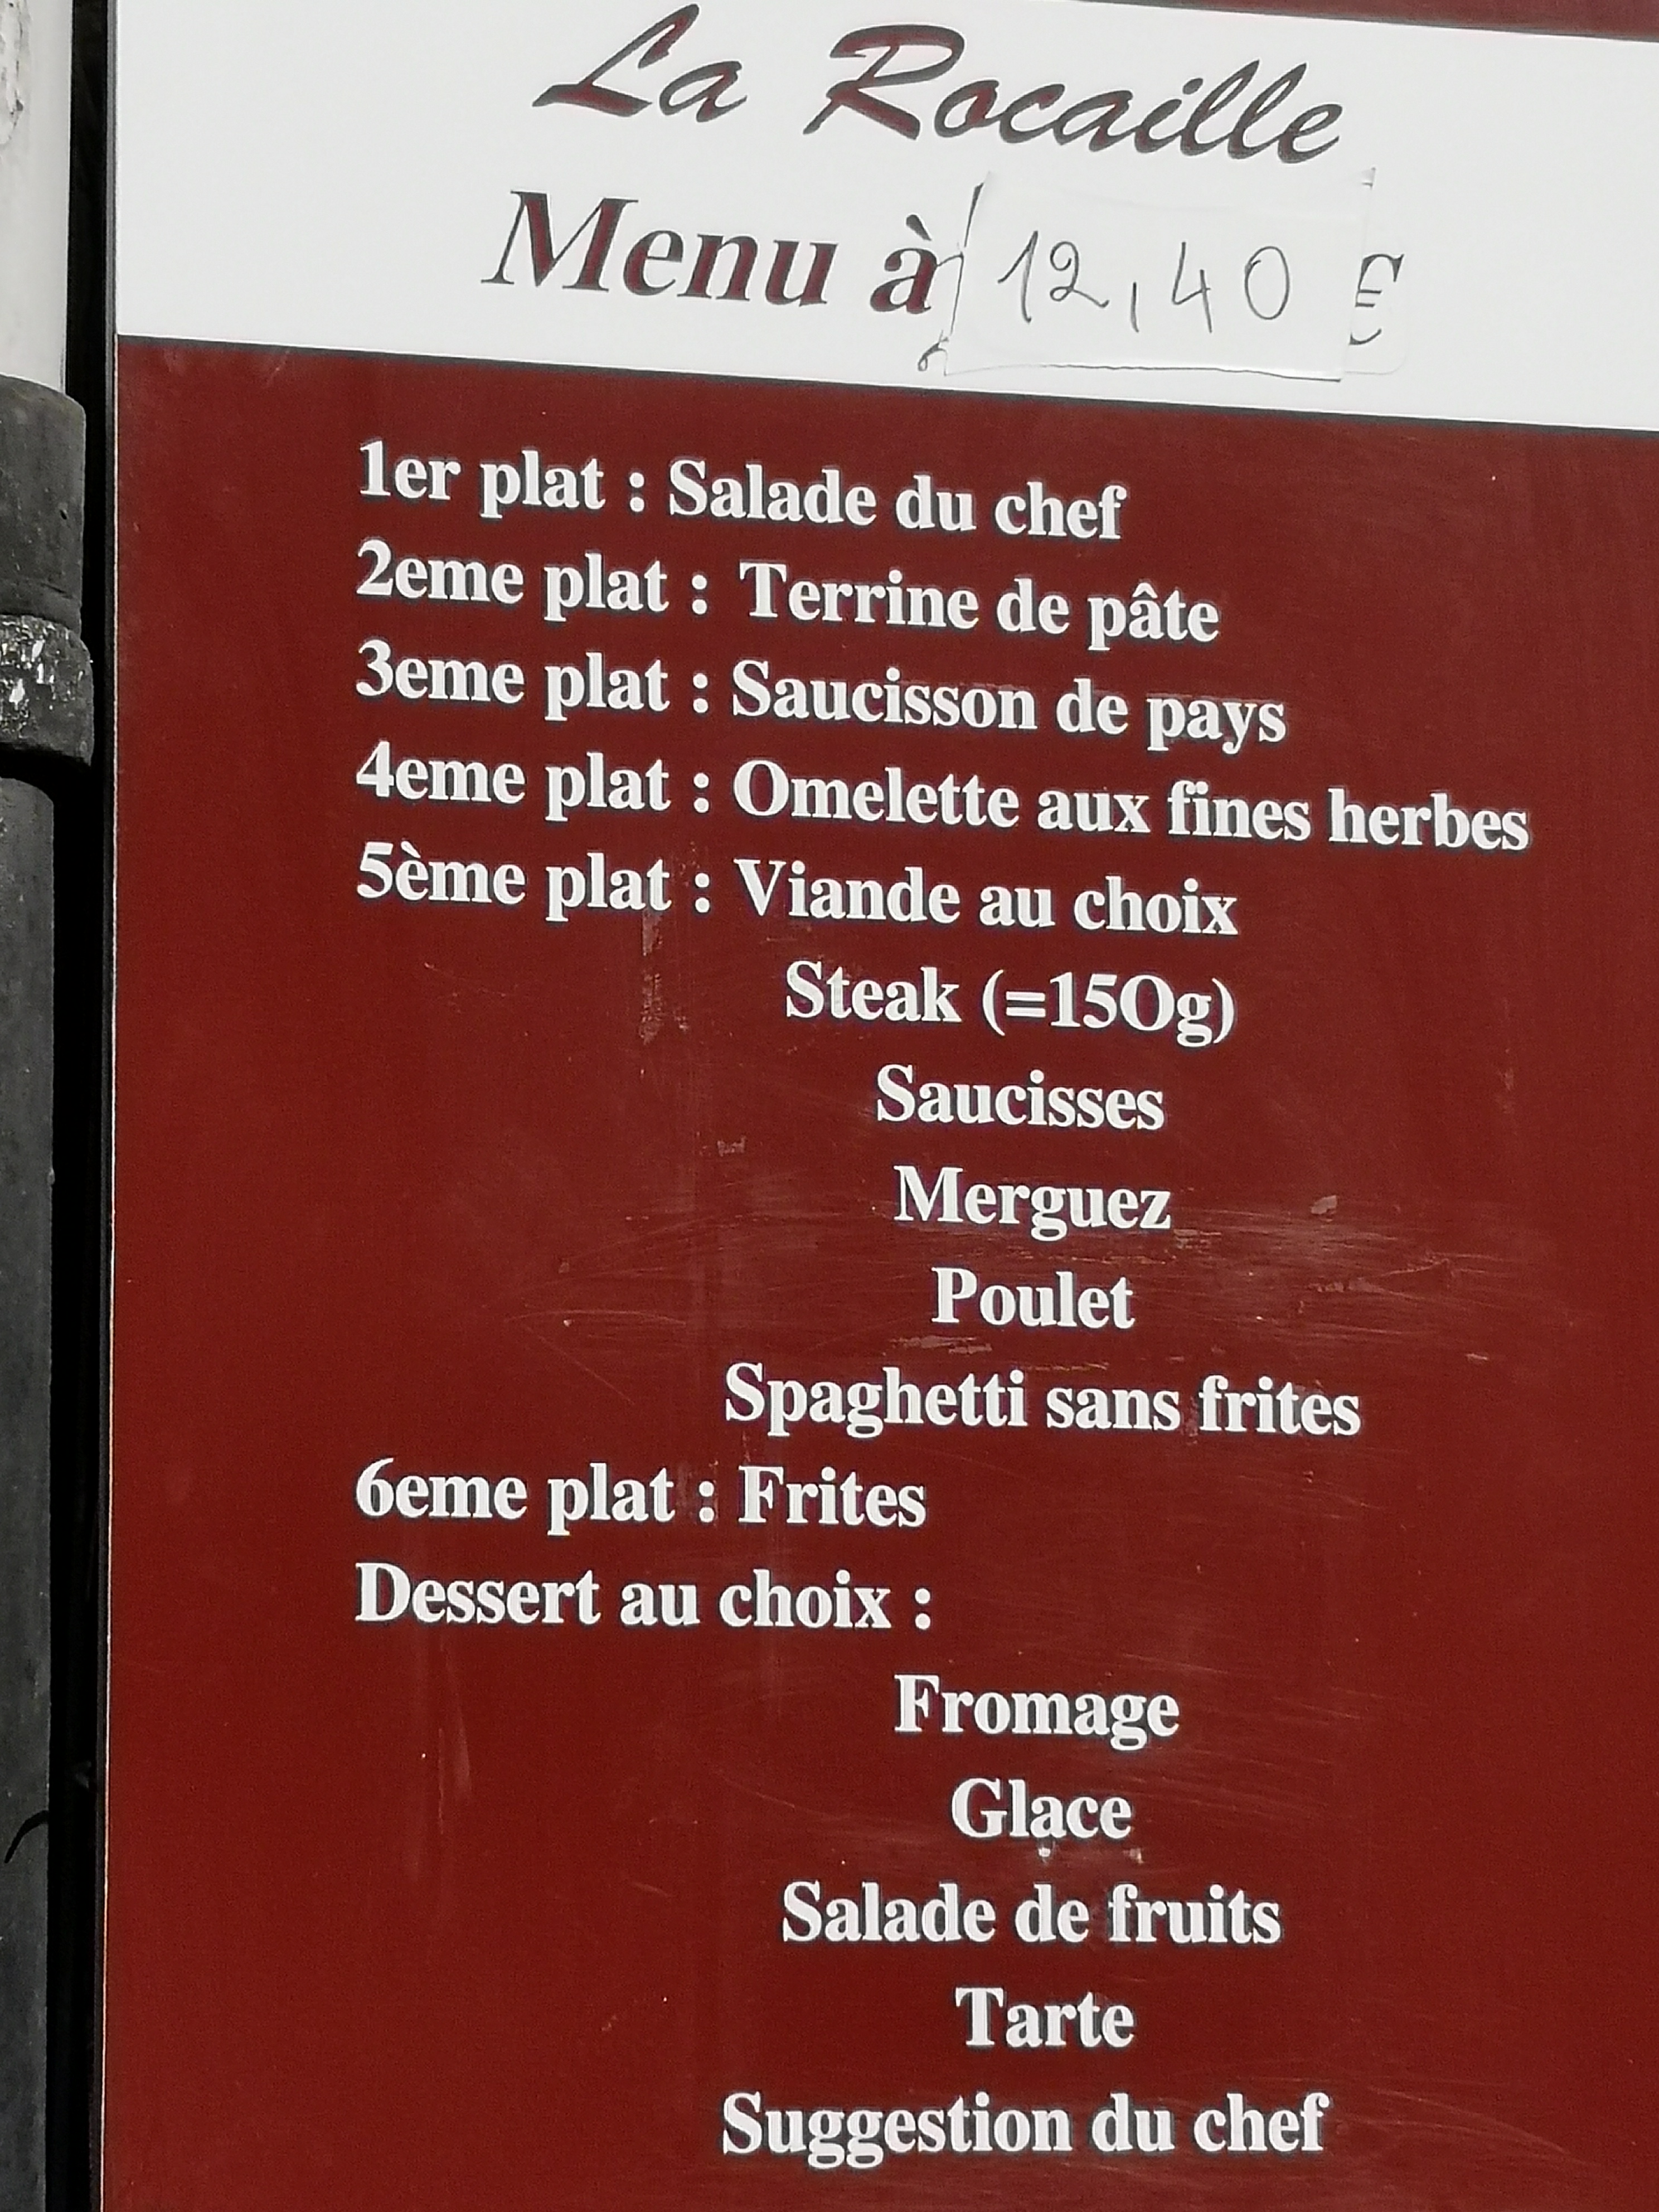 La Rocaille
Menu à 12,40 €
1er plat : Salade du chef
2eme plat : Terrine de pâte
3eme plat : Saucisson de pays
4eme plat : Omelette aux fines herbes
5ème plat : Viande au choix
Steak (=15Og)
Saucisses
Merguez
Poulet
Spaghetti sans frites
6eme plat : Frites
Dessert au choix :
Fromage
Glace
Salade de fruits
Tarte
Suggestion du chef